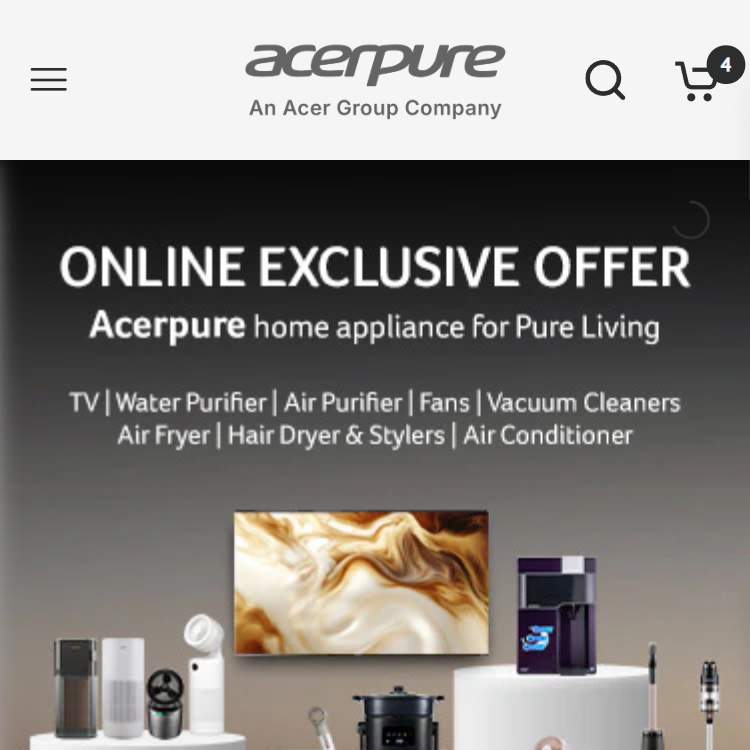 acerpure
An Acer Group Company
4
ONLINE EXCLUSIVE OFFER
Acerpure home appliance for Pure Living
TV | Water Purifier | Air Purifier | Fans | Vacuum Cleaners
Air Fryer | Hair Dryer & Stylers | Air Conditioner